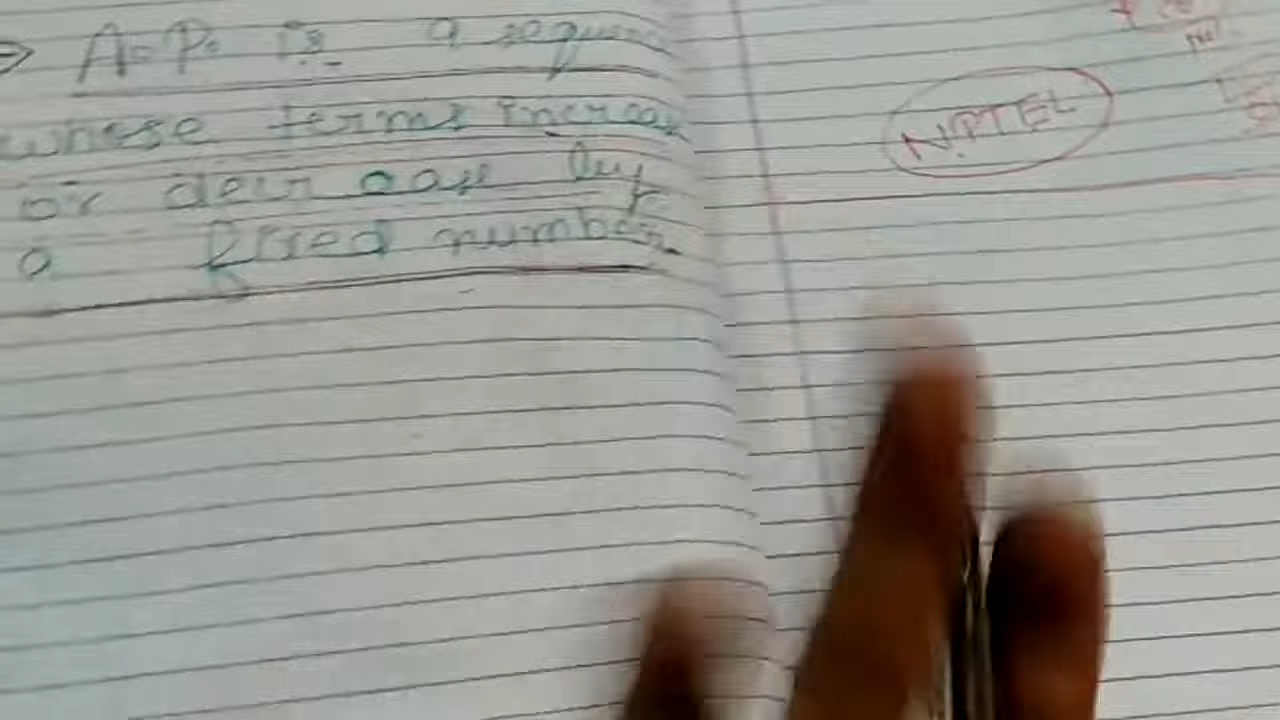 ⇒ A.P. is a sequence
whose terms increase
or decrease by
a fixed number.
NPTEL